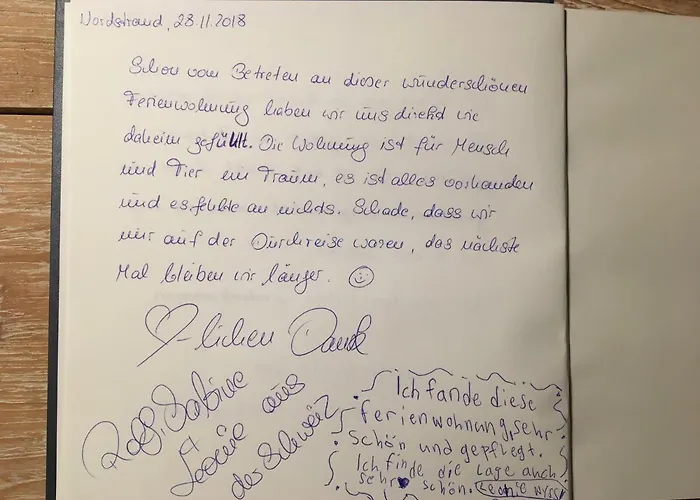 Nordstrand, 28.11.2018
Schon vom Betreten an dieser wunderschönen
Ferienwohnung haben wir uns direkt wie
daheim gefühlt. Die Wohnung ist für Mensch
und Tier ein Traum, es ist alles vorhanden
und es fehlte an nichts. Schade, dass wir
nur auf der Durchreise waren, das nächste
Mal bleiben wir länger. ☺
♡-lichen Dank
Rolf, Sabine
aus
der Schweiz
Ich fande diese
ferienwohnung sehr
schön und gepflegt.
Ich finde die Lage auch
sehr schön.